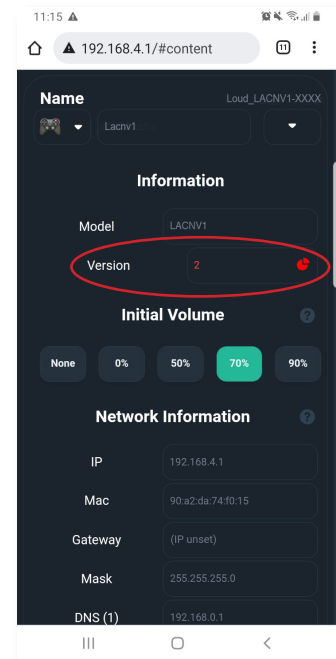 11:15
192.168.4.1/#content 11
Name Loud_LACNV1-XXXX
Lacnv1
Information
Model LACNV1
Version 2
Initial Volume ?
None 0% 50% 70% 90%
Network Information ?
IP 192.168.4.1
Mac 90:a2:da:74:f0:15
Gateway (IP unset)
Mask 255.255.255.0
DNS (1) 192.168.0.1